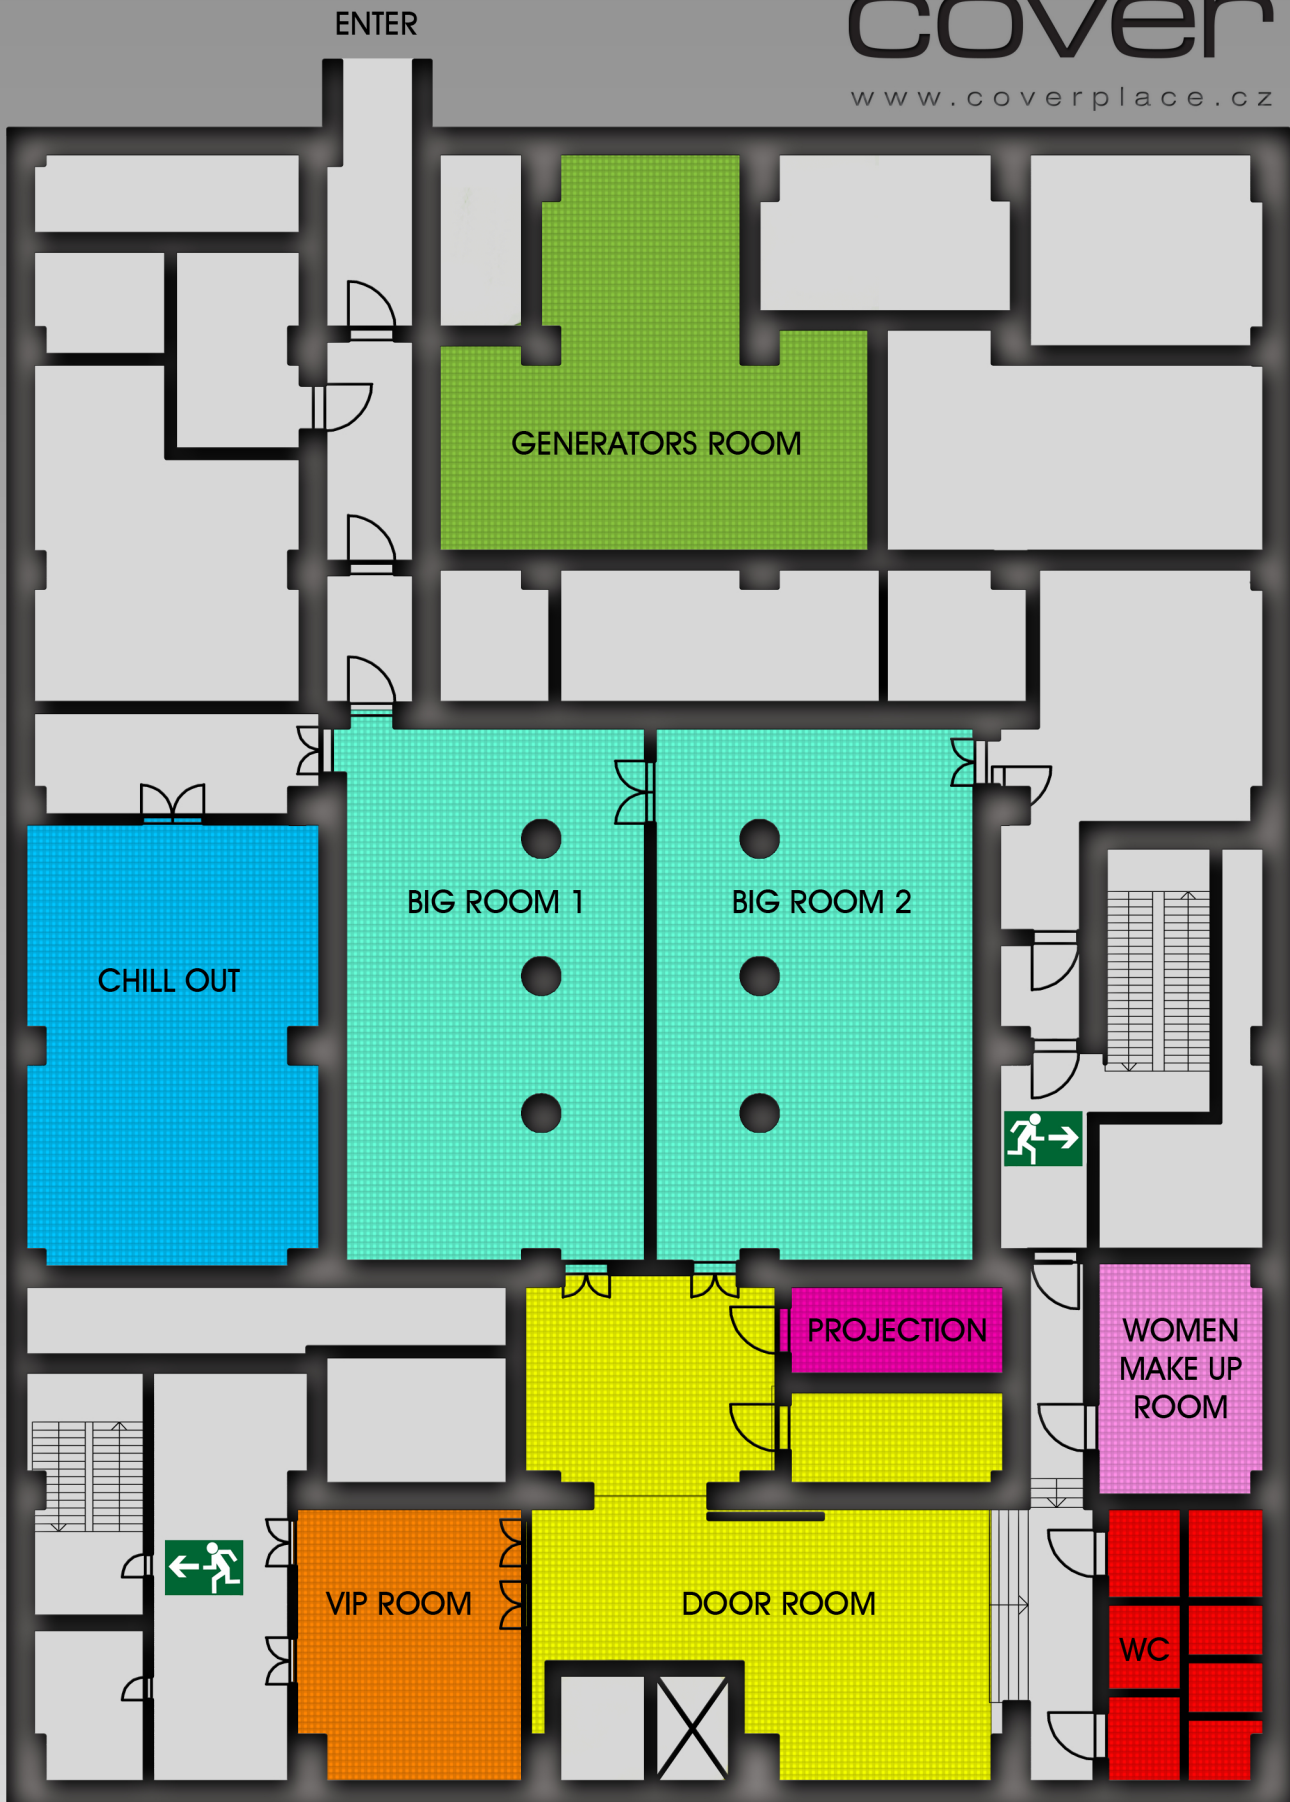 ENTER
cover
www.coverplace.cz
GENERATORS ROOM
BIG ROOM 1
BIG ROOM 2
CHILL OUT
PROJECTION
WOMEN
MAKE UP
ROOM
VIP ROOM
DOOR ROOM
WC